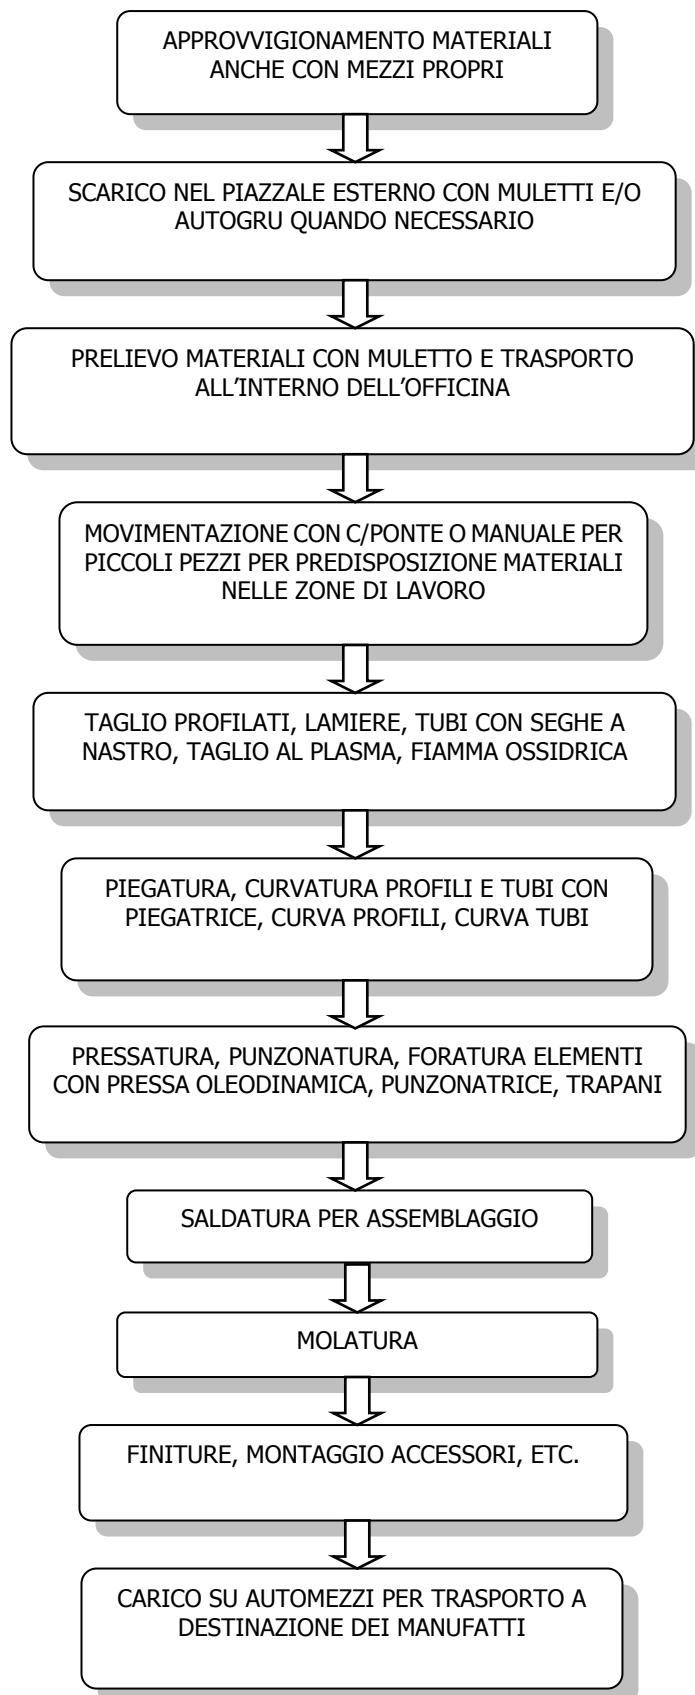 APPROVVIGIONAMENTO MATERIALI
ANCHE CON MEZZI PROPRI
SCARICO NEL PIAZZALE ESTERNO CON MULETTI E/O
AUTOGRU QUANDO NECESSARIO
PRELIEVO MATERIALI CON MULETTO E TRASPORTO
ALL'INTERNO DELL'OFFICINA
MOVIMENTAZIONE CON C/PONTE O MANUALE PER
PICCOLI PEZZI PER PREDISPOSIZIONE MATERIALI
NELLE ZONE DI LAVORO
TAGLIO PROFILATI, LAMIERE, TUBI CON SEGHE A
NASTRO, TAGLIO AL PLASMA, FIAMMA OSSIDRICA
PIEGATURA, CURVATURA PROFILI E TUBI CON
PIEGATRICE, CURVA PROFILI, CURVA TUBI
PRESSATURA, PUNZONATURA, FORATURA ELEMENTI
CON PRESSA OLEODINAMICA, PUNZONATRICE, TRAPANI
SALDATURA PER ASSEMBLAGGIO
MOLATURA
FINITURE, MONTAGGIO ACCESSORI, ETC.
CARICO SU AUTOMEZZI PER TRASPORTO A
DESTINAZIONE DEI MANUFATTI